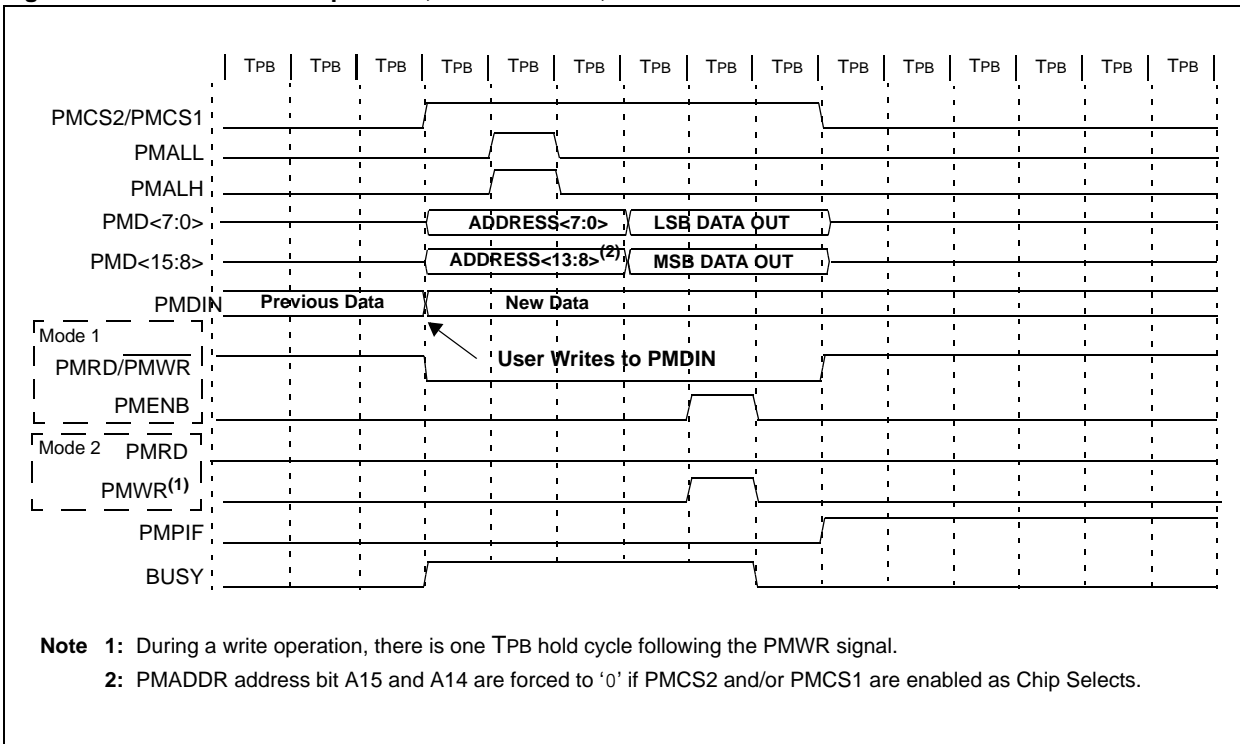 TPB TPB TPB TPB TPB TPB TPB TPB TPB TPB TPB TPB TPB TPB TPB
PMCS2/PMCS1
PMALL
PMALH
PMD<7:0> ADDRESS<7:0> LSB DATA OUT
PMD<15:8> ADDRESS<13:8>(2) MSB DATA OUT
PMDIN Previous Data New Data
Mode 1
User Writes to PMDIN
PMRD/PMWR
PMENB
Mode 2 PMRD
PMWR(1)
PMPIF
BUSY
Note 1: During a write operation, there is one TPB hold cycle following the PMWR signal.
2: PMADDR address bit A15 and A14 are forced to ‘0’ if PMCS2 and/or PMCS1 are enabled as Chip Selects.